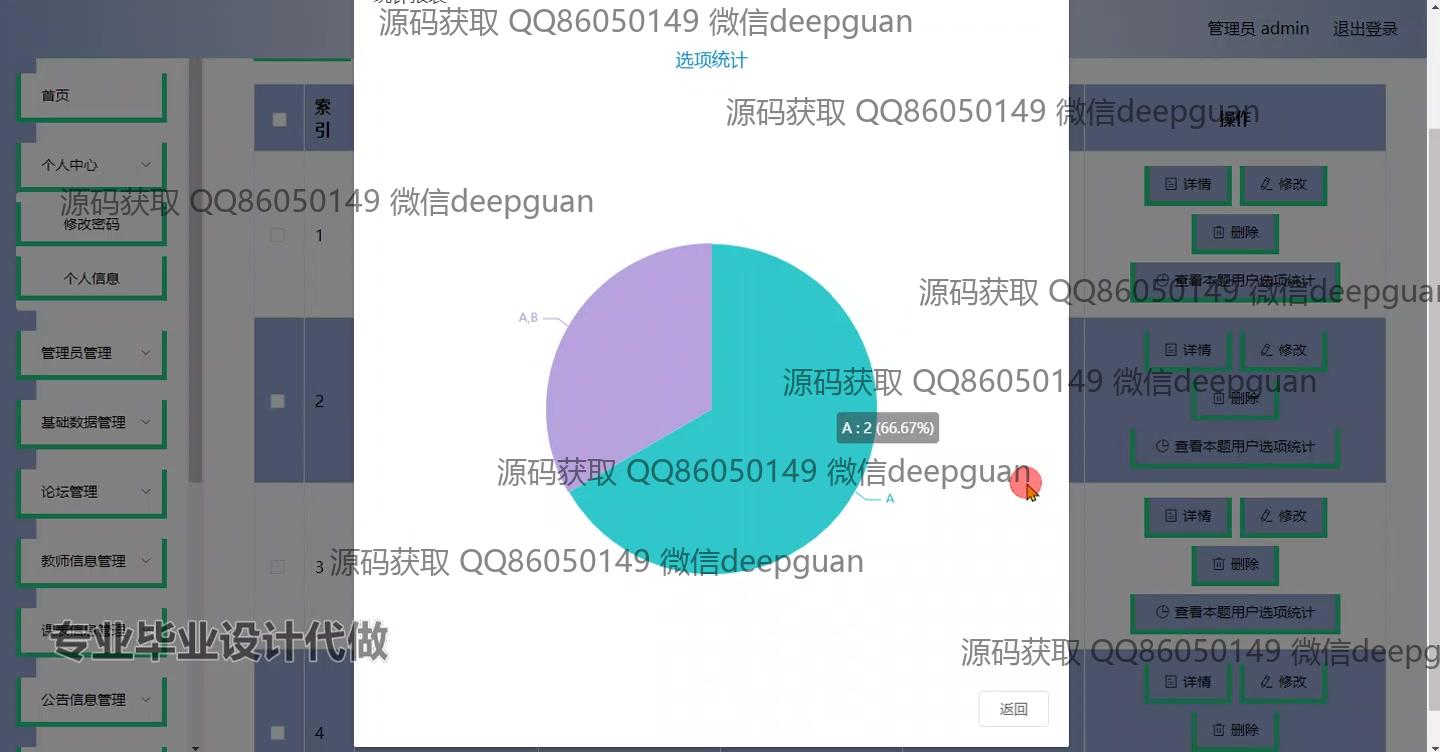 源码获取 QQ86050149 微信deepguan
管理员 admin
退出登录
选项统计
源码获取 QQ86050149 微信deepguan
首页
索引
操作
个人中心
详情
修改
源码获取 QQ86050149 微信deepguan
修改密码
1
删除
个人信息
查看本题用户选项统计
源码获取 QQ86050149 微信deepguan
A,B
管理员管理
详情
修改
源码获取 QQ86050149 微信deepguan
2
删除
基础数据管理
A : 2 (66.67%)
查看本题用户选项统计
源码获取 QQ86050149 微信deepguan
论坛管理
A
详情
修改
教师信息管理
3
源码获取 QQ86050149 微信deepguan
删除
查看本题用户选项统计
专业毕业设计代做
源码获取 QQ86050149 微信deepg
公告信息管理
详情
修改
返回
4
删除